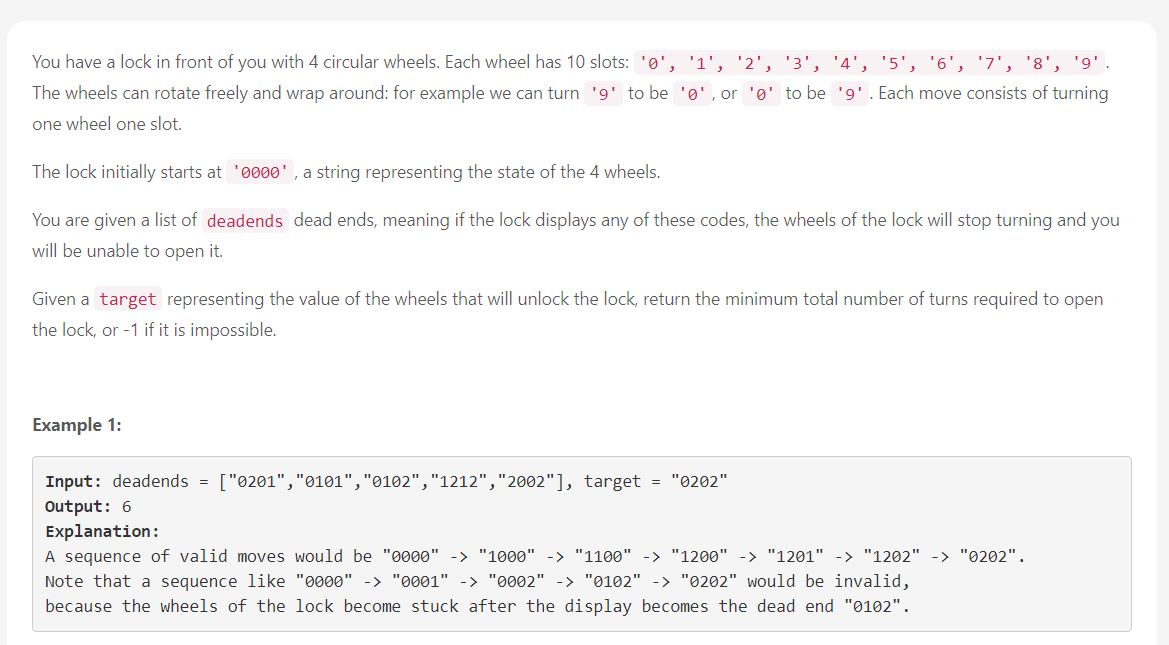 You have a lock in front of you with 4 circular wheels. Each wheel has 10 slots: '0', '1', '2', '3', '4', '5', '6', '7', '8', '9'.
The wheels can rotate freely and wrap around: for example we can turn '9' to be '0', or '0' to be '9'. Each move consists of turning
one wheel one slot.
The lock initially starts at '0000', a string representing the state of the 4 wheels.
You are given a list of deadends dead ends, meaning if the lock displays any of these codes, the wheels of the lock will stop turning and you
will be unable to open it.
Given a target representing the value of the wheels that will unlock the lock, return the minimum total number of turns required to open
the lock, or -1 if it is impossible.
Example 1:
Input: deadends = ["0201","0101","0102","1212","2002"], target = "0202"
Output: 6
Explanation:
A sequence of valid moves would be "0000" -> "1000" -> "1100" -> "1200" -> "1201" -> "1202" -> "0202".
Note that a sequence like "0000" -> "0001" -> "0002" -> "0102" -> "0202" would be invalid,
because the wheels of the lock become stuck after the display becomes the dead end "0102".